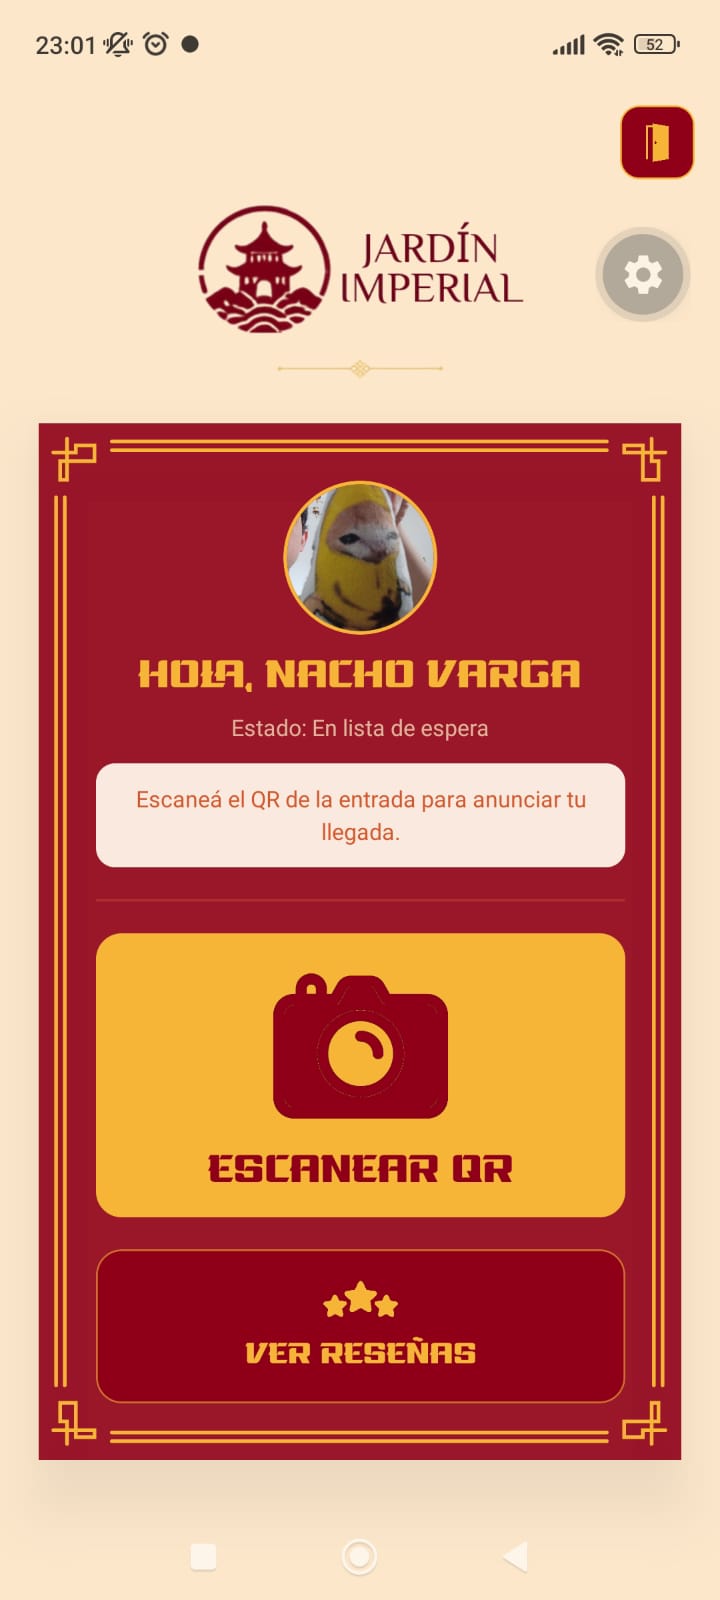 23:01
52
JARDÍN
IMPERIAL
HOLA, NACHO VARGA
Estado: En lista de espera
Escaneá el QR de la entrada para anunciar tu
llegada.
ESCANEAR QR
VER RESEÑAS